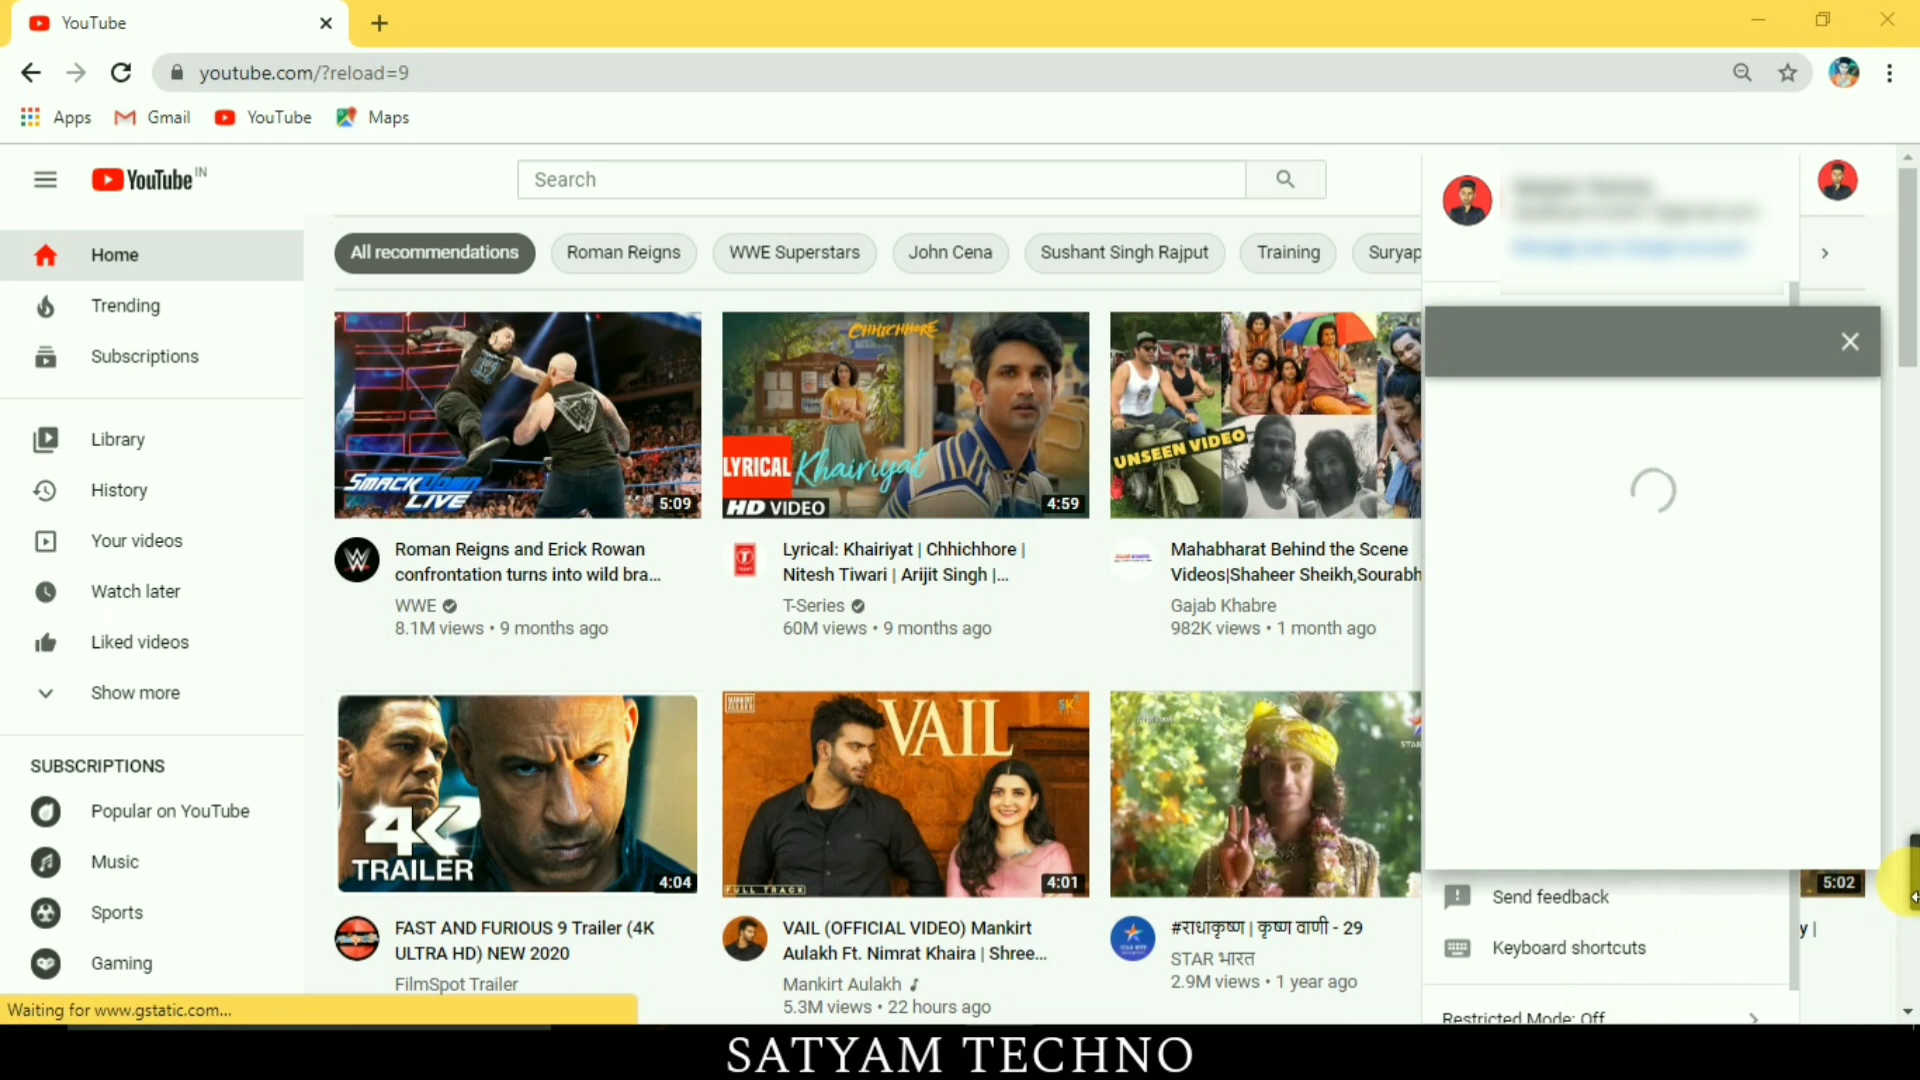 YouTube
youtube.com/?reload=9
Apps
Gmail
YouTube
Maps
YouTube IN
Search
Home
Trending
Subscriptions
Library
History
Your videos
Watch later
Liked videos
Show more
SUBSCRIPTIONS
Popular on YouTube
Music
Sports
Gaming
Waiting for www.gstatic.com...
All recommendations
Roman Reigns
WWE Superstars
John Cena
Sushant Singh Rajput
Training
Suryap
SMACKDOWN
LIVE
5:09
Roman Reigns and Erick Rowan
confrontation turns into wild bra...
WWE
8.1M views • 9 months ago
CHHICHHORE
LYRICAL Khairiyat
HD VIDEO
4:59
Lyrical: Khairiyat | Chhichhore |
Nitesh Tiwari | Arijit Singh |...
T-Series
60M views • 9 months ago
UNSEEN VIDEO
Mahabharat Behind the Scene
Videos|Shaheer Sheikh,Sourabh
Gajab Khabre
982K views • 1 month ago
4K
TRAILER
4:04
FAST AND FURIOUS 9 Trailer (4K
ULTRA HD) NEW 2020
FilmSpot Trailer
VAIL
SK
FULL TRACK
4:01
VAIL (OFFICIAL VIDEO) Mankirt
Aulakh Ft. Nimrat Khaira | Shree...
Mankirt Aulakh
5.3M views • 22 hours ago
STAR
#राधाकृष्ण | कृष्ण वाणी - 29
STAR भारत
2.9M views • 1 year ago
5:02
y |
Send feedback
Keyboard shortcuts
Restricted Mode: Off
SATYAM TECHNO